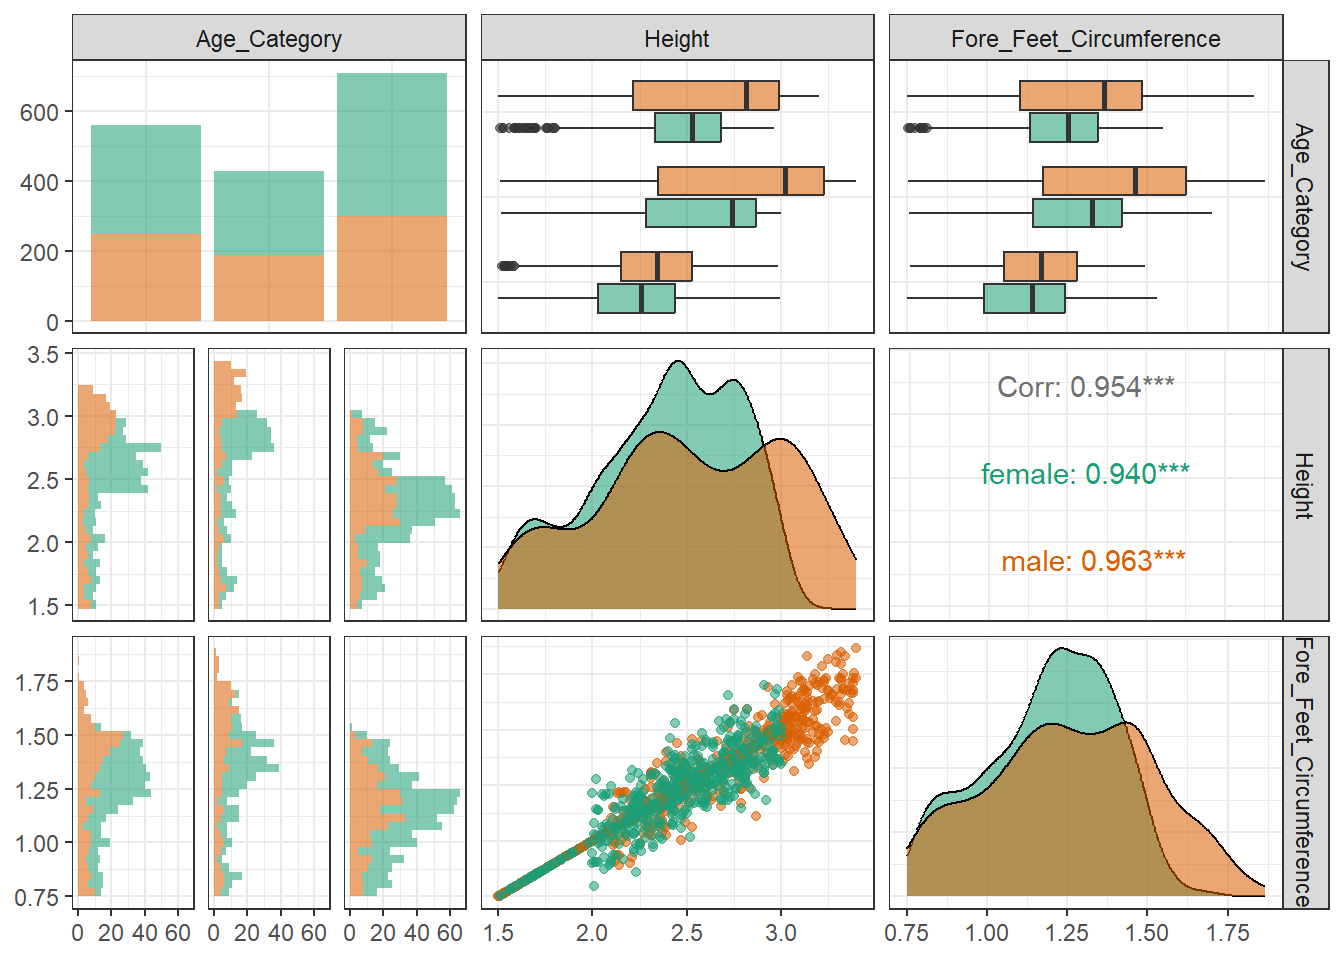 Age_Category
Height
Fore_Feet_Circumference
600
400
200
0
Age_Category
3.5
3.0
2.5
2.0
1.5
Corr: 0.954***
female: 0.940***
male: 0.963***
Height
1.75
1.50
1.25
1.00
0.75
Fore_Feet_Circumference
0 20 40 60
0 20 40 60
0 20 40 60
1.5 2.0 2.5 3.0
0.75 1.00 1.25 1.50 1.75